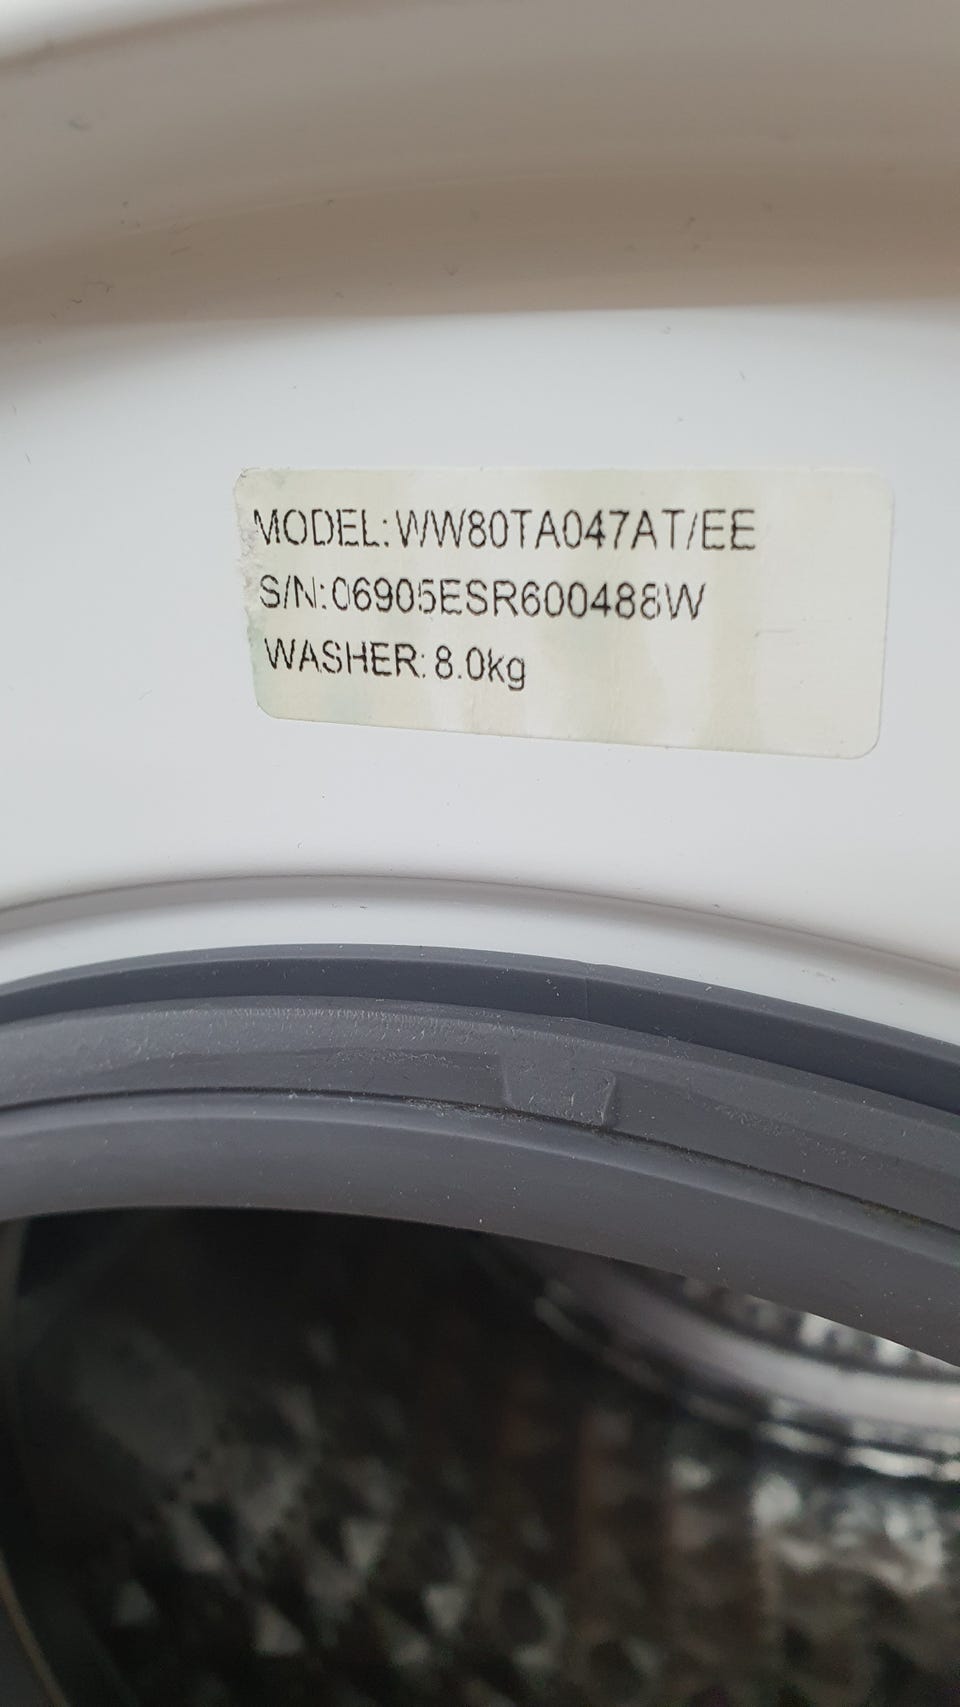 MODEL: WW80TA047AT/EE
S/N: 06905ESR600488W
WASHER: 8.0kg